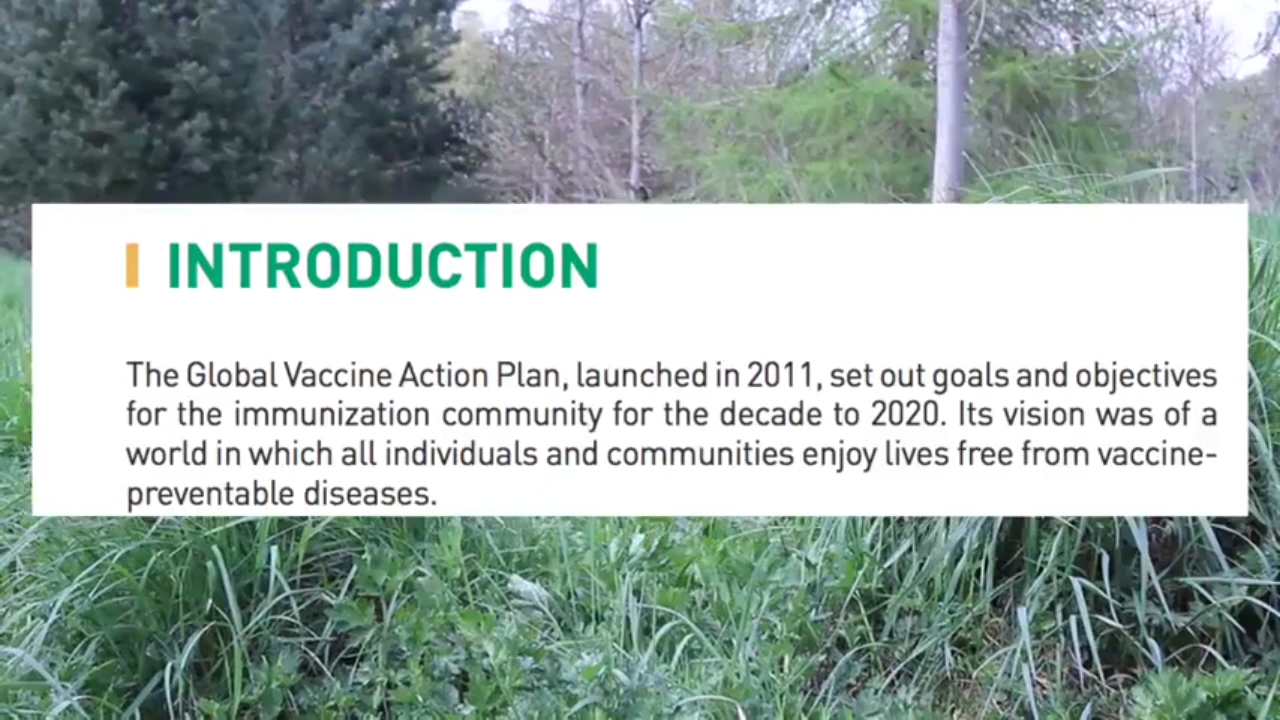 INTRODUCTION
The Global Vaccine Action Plan, launched in 2011, set out goals and objectives
for the immunization community for the decade to 2020. Its vision was of a
world in which all individuals and communities enjoy lives free from vaccine-
preventable diseases.